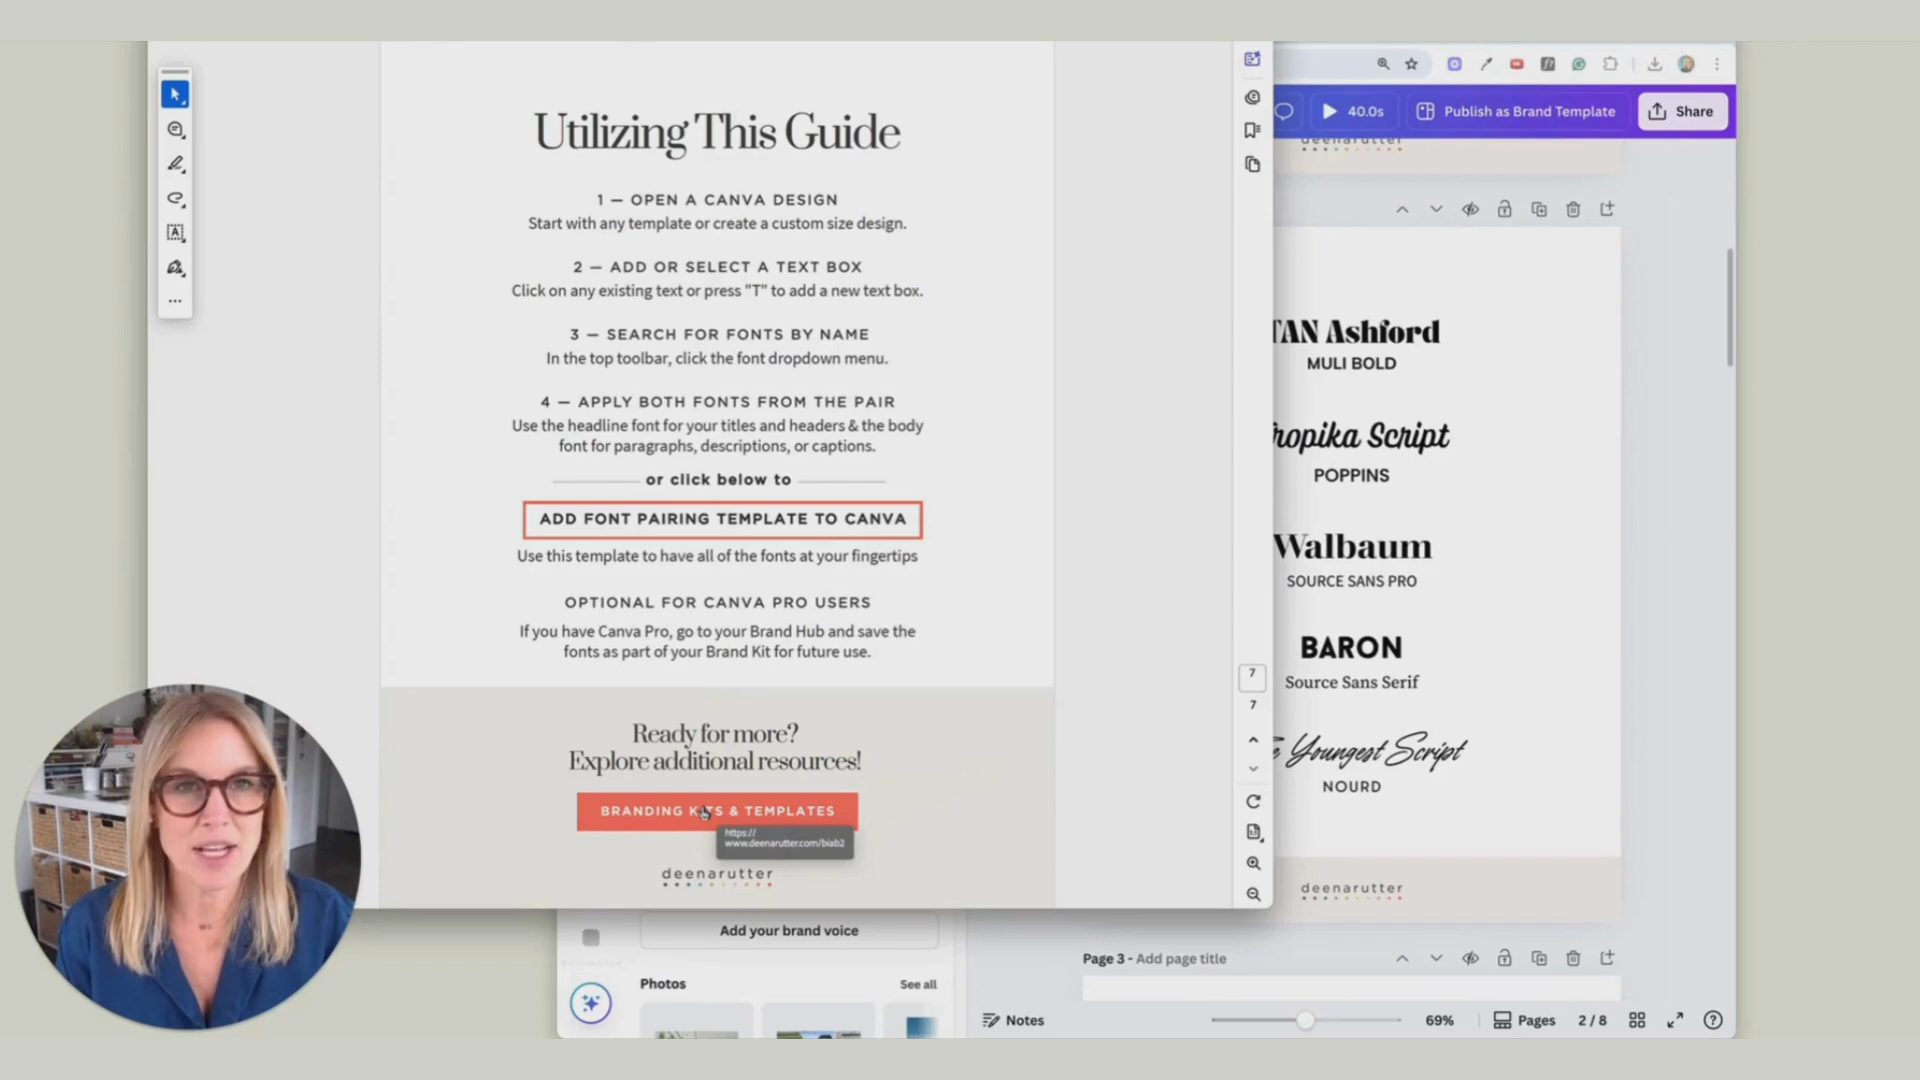 Utilizing This Guide
1 — OPEN A CANVA DESIGN
Start with any template or create a custom size design.
2 — ADD OR SELECT A TEXT BOX
Click on any existing text or press "T" to add a new text box.
3 — SEARCH FOR FONTS BY NAME
In the top toolbar, click the font dropdown menu.
4 — APPLY BOTH FONTS FROM THE PAIR
Use the headline font for your titles and headers & the body
font for paragraphs, descriptions, or captions.
or click below to
ADD FONT PAIRING TEMPLATE TO CANVA
Use this template to have all of the fonts at your fingertips
OPTIONAL FOR CANVA PRO USERS
If you have Canva Pro, go to your Brand Hub and save the
fonts as part of your Brand Kit for future use.
Ready for more?
Explore additional resources!
BRANDING KITS & TEMPLATES
https://
www.deenarutter.com/biab2
deenarutter
7
7
40.0s
Publish as Brand Template
Share
deenarutter
TAN Ashford
MULI BOLD
ropika Script
POPPINS
Walbaum
SOURCE SANS PRO
BARON
Source Sans Serif
Youngest Script
NOURD
deenarutter
Add your brand voice
Photos
See all
Page 3 - Add page title
Notes
69%
Pages
2 / 8